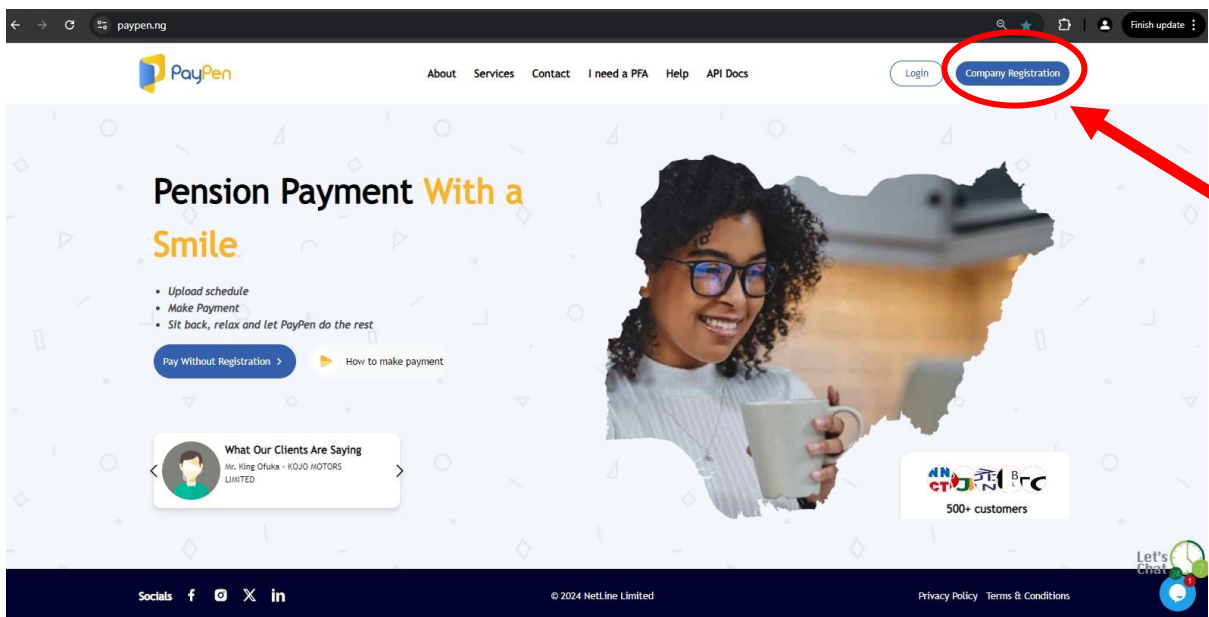 paypen.ng
Finish update
PayPen
About Services Contact I need a PFA Help API Docs
Login
Company Registration
Pension Payment With a
Smile
• Upload schedule
• Make Payment
• Sit back, relax and let PayPen do the rest
Pay Without Registration >
How to make payment
What Our Clients Are Saying
Mr. King Ofuka - KOJO MOTORS
LIMITED
500+ customers
Let's
Chat
24
7
1
Socials
© 2024 NetLine Limited
Privacy Policy Terms & Conditions